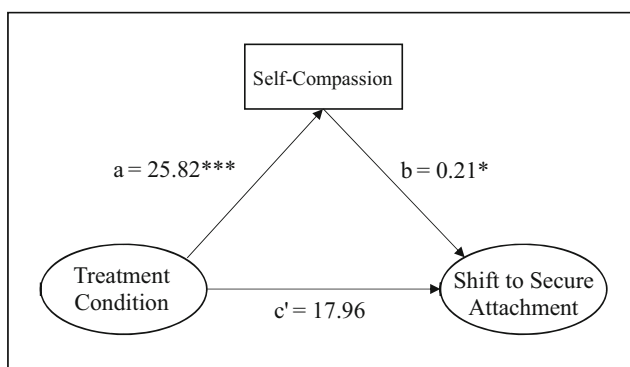 Self-Compassion
a = 25.82***
b = 0.21*
Treatment
Condition
c' = 17.96
Shift to Secure
Attachment